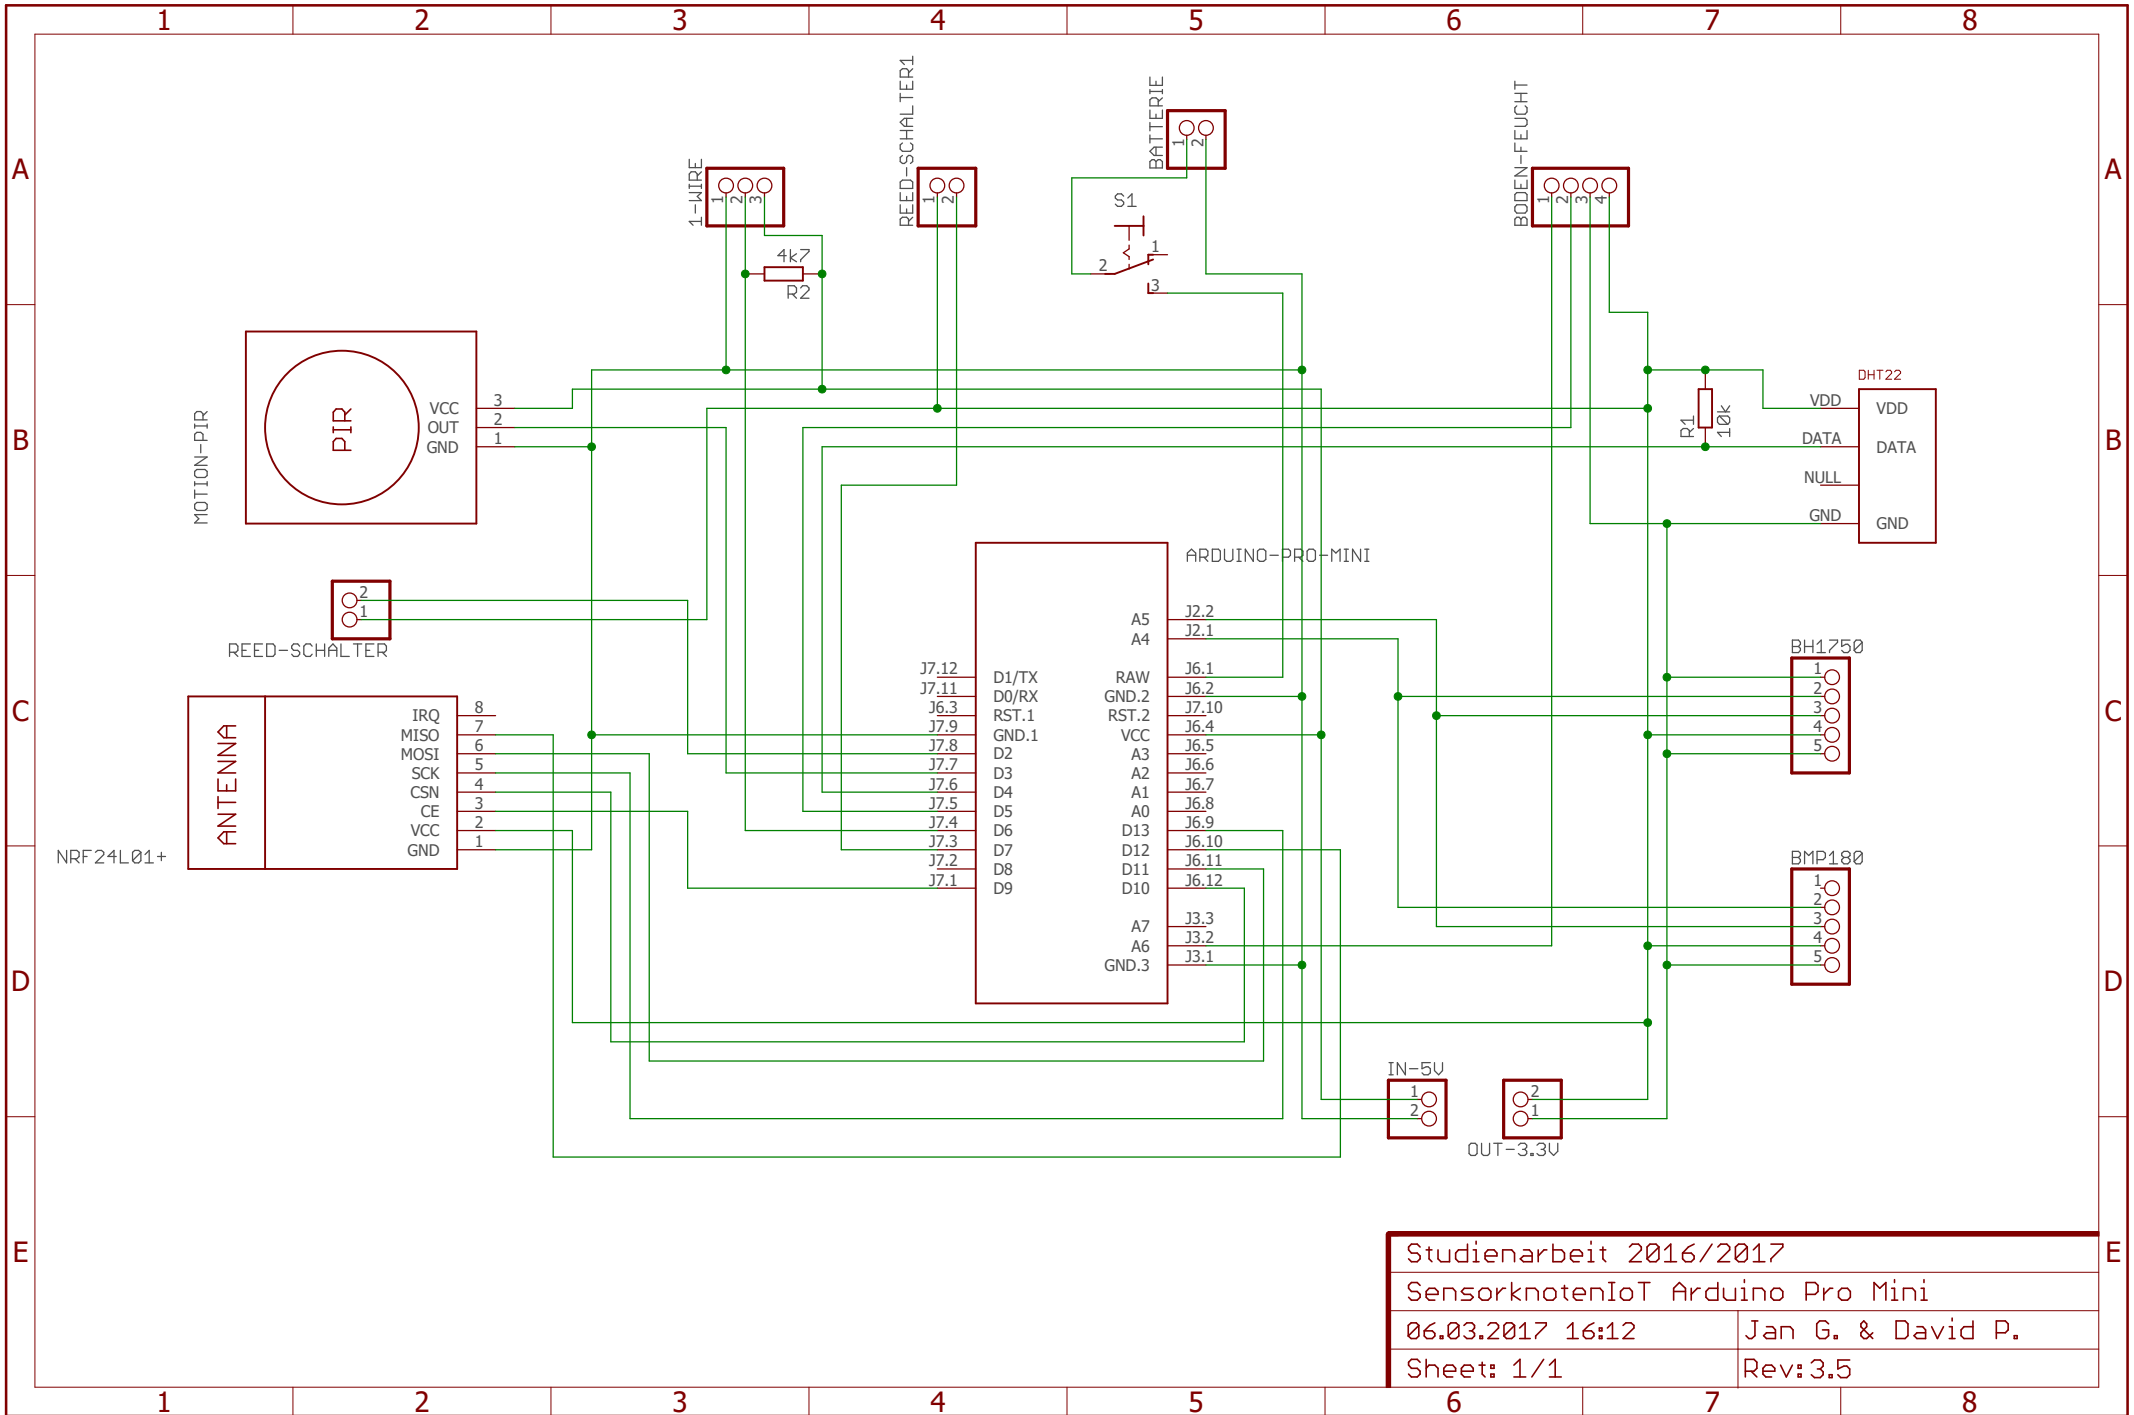 1 2 3 4 5 6 7 8
A
A
B
B
C
C
D
D
E
E
1-WIRE
1
2
3
4k7
R2
REED-SCHALTER1
1
2
BATTERIE
1
2
S1
1
2
3
BODEN-FEUCHT
1
2
3
4
MOTION-PIR
PIR
VCC 3
OUT 2
GND 1
R1
10k
DHT22
VDD VDD
DATA DATA
NULL
GND GND
REED-SCHALTER
2
1
ARDUINO-PRO-MINI
J7.12 D1/TX
J7.11 D0/RX
J6.3 RST.1
J7.9 GND.1
J7.8 D2
J7.7 D3
J7.6 D4
J7.5 D5
J7.4 D6
J7.3 D7
J7.2 D8
J7.1 D9
A5 J2.2
A4 J2.1
RAW J6.1
GND.2 J6.2
RST.2 J7.10
VCC J6.4
A3 J6.5
A2 J6.6
A1 J6.7
A0 J6.8
D13 J6.9
D12 J6.10
D11 J6.11
D10 J6.12
A7 J3.3
A6 J3.2
GND.3 J3.1
NRF24L01+
ANTENNA
IRQ 8
MISO 7
MOSI 6
SCK 5
CSN 4
CE 3
VCC 2
GND 1
BH1750
1
2
3
4
5
BMP180
1
2
3
4
5
IN-5V
1
2
OUT-3.3V
2
1
Studienarbeit 2016/2017
SensorknotenIoT Arduino Pro Mini
06.03.2017 16:12 Jan G. & David P.
Sheet: 1/1 Rev:3.5
1 2 3 4 5 6 7 8